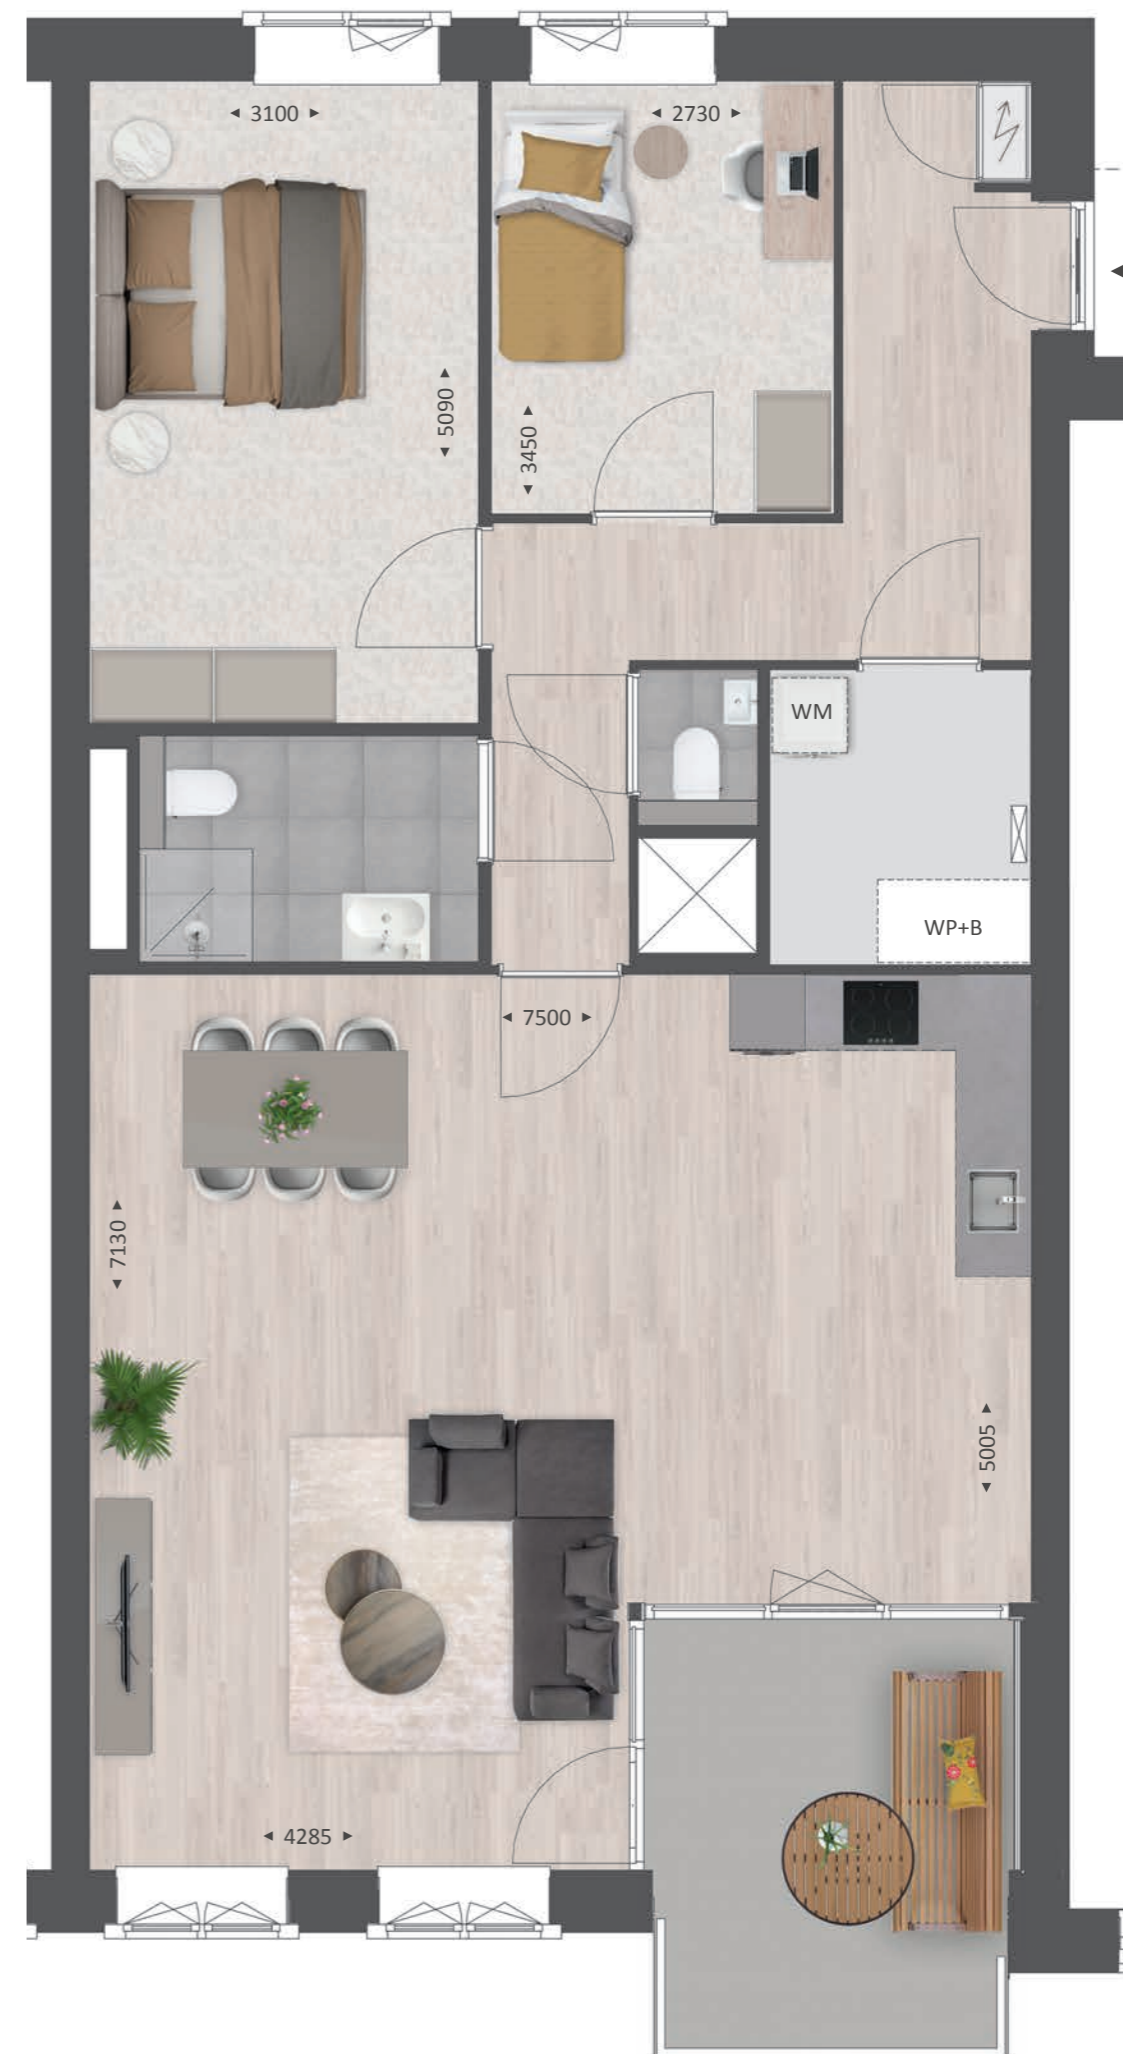 ◄ 3100 ►
◄ 2730 ►
◄ 5090 ►
◄ 3450 ►
WM
WP+B
◄ 7500 ►
◄ 7130 ►
◄ 5005 ►
◄ 4285 ►